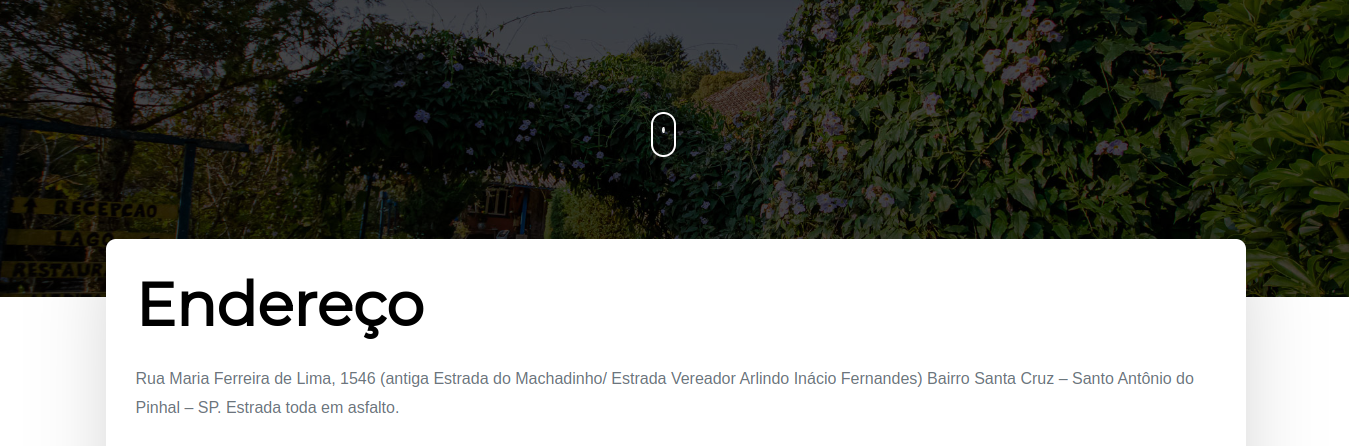 RECEPÇÃO
LAGO
RESTAUR
Endereço
Rua Maria Ferreira de Lima, 1546 (antiga Estrada do Machadinho/ Estrada Vereador Arlindo Inácio Fernandes) Bairro Santa Cruz – Santo Antônio do
Pinhal – SP. Estrada toda em asfalto.